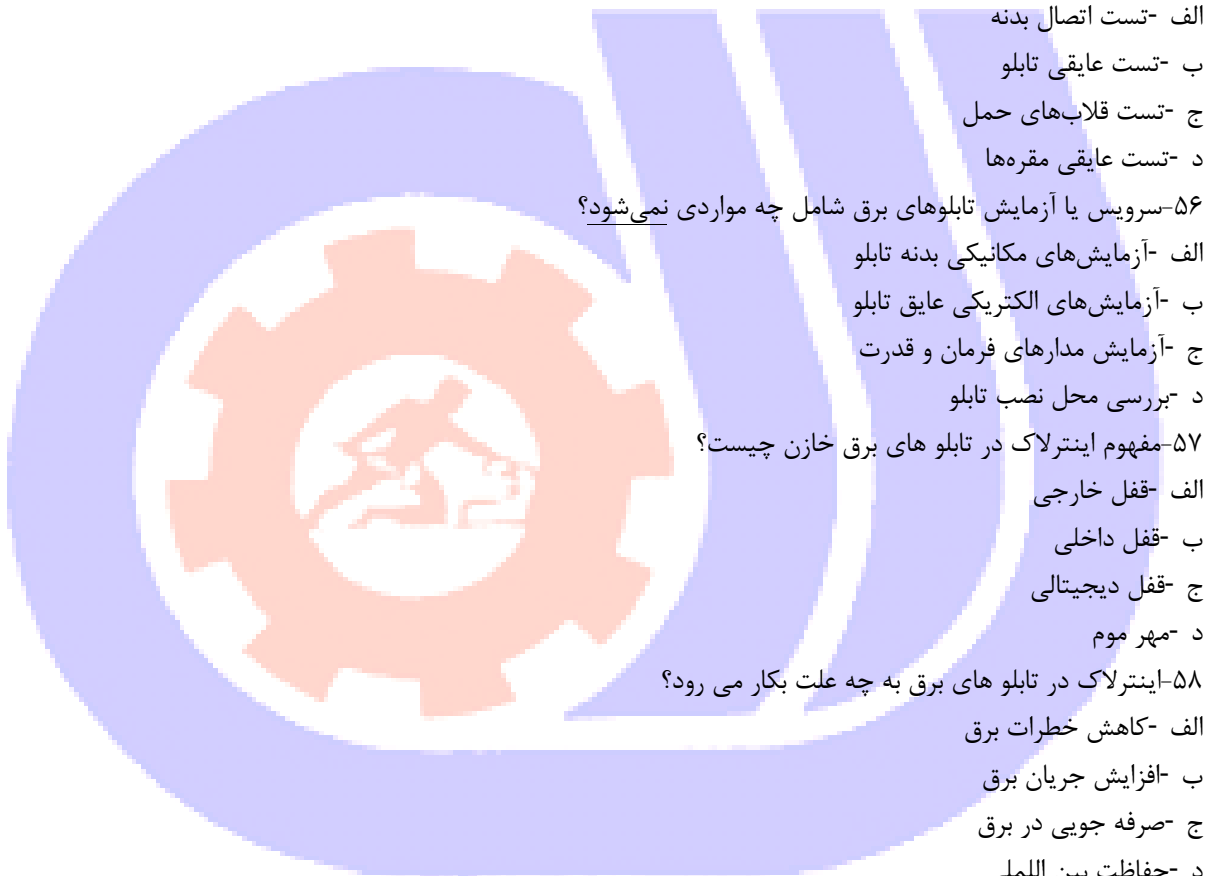 الف -تست اتصال بدنه
ب -تست عایقی تابلو
ج -تست قلاب‌های حمل
د -تست عایقی مقره‌ها
۵۶-سرویس یا آزمایش تابلوهای برق شامل چه مواردی نمی‌شود؟
الف -آزمایش‌های مکانیکی بدنه تابلو
ب -آزمایش‌های الکتریکی عایق تابلو
ج -آزمایش مدارهای فرمان و قدرت
د -بررسی محل نصب تابلو
۵۷-مفهوم اینترلاک در تابلو های برق خازن چیست؟
الف -قفل خارجی
ب -قفل داخلی
ج -قفل دیجیتالی
د -مهر موم
۵۸-اینترلاک در تابلو های برق به چه علت بکار می رود؟
الف -کاهش خطرات برق
ب -افزایش جریان برق
ج -صرفه جویی در برق
د -حفاظت بین المللی